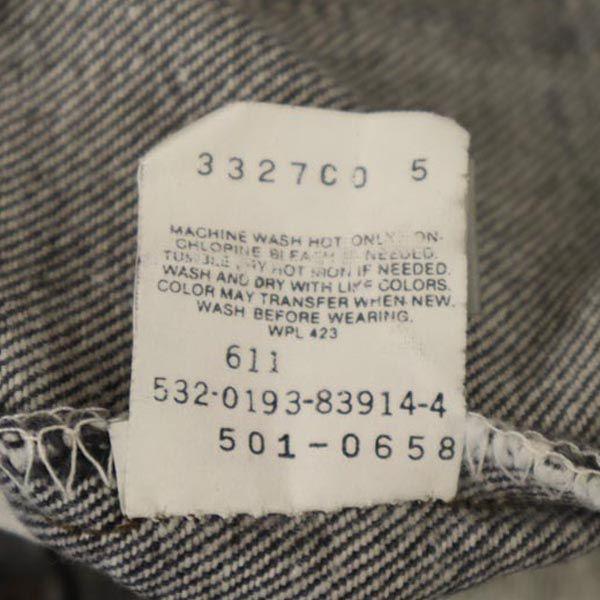 3327C0 5
MACHINE WASH HOT ONLY ON-
CHLORINE BLEACH IF NEEDED.
TUMBLE DRY HOT IRON IF NEEDED.
WASH AND DRY WITH LIKE COLORS.
COLOR MAY TRANSFER WHEN NEW.
WASH BEFORE WEARING.
WPL 423
611
532-0193-83914-4
501-0658